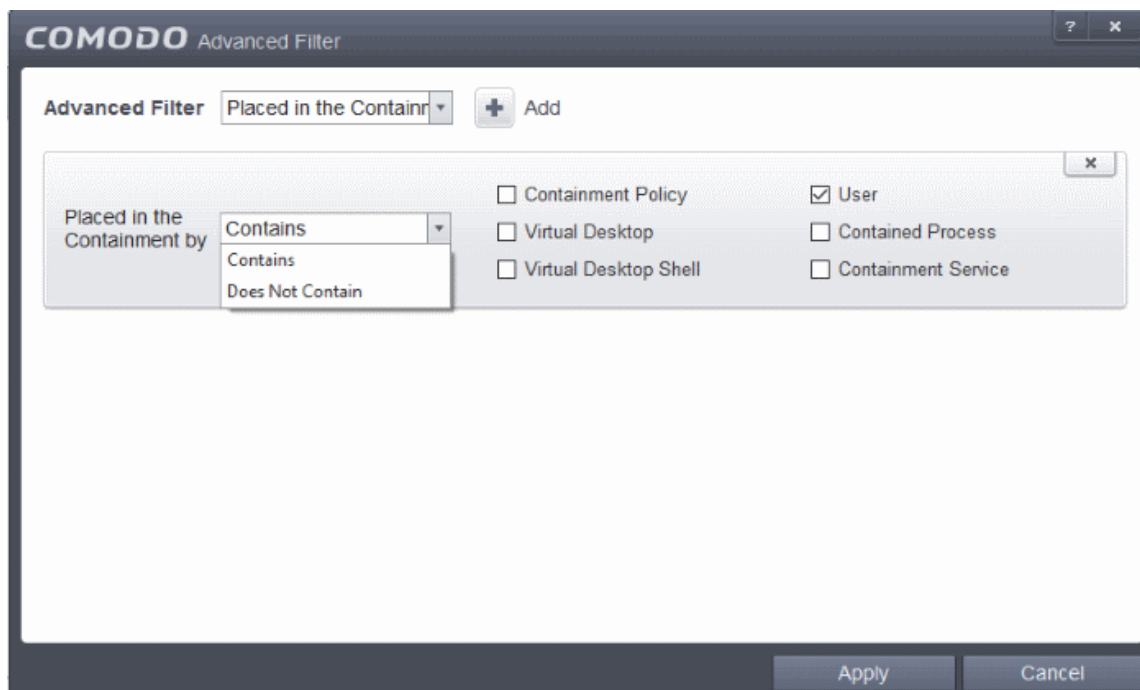 COMODO Advanced Filter
? x
Advanced Filter Placed in the Containr + Add
x
Placed in the
Containment by
Contains
Contains
Does Not Contain
Containment Policy
User
Virtual Desktop
Contained Process
Virtual Desktop Shell
Containment Service
Apply Cancel